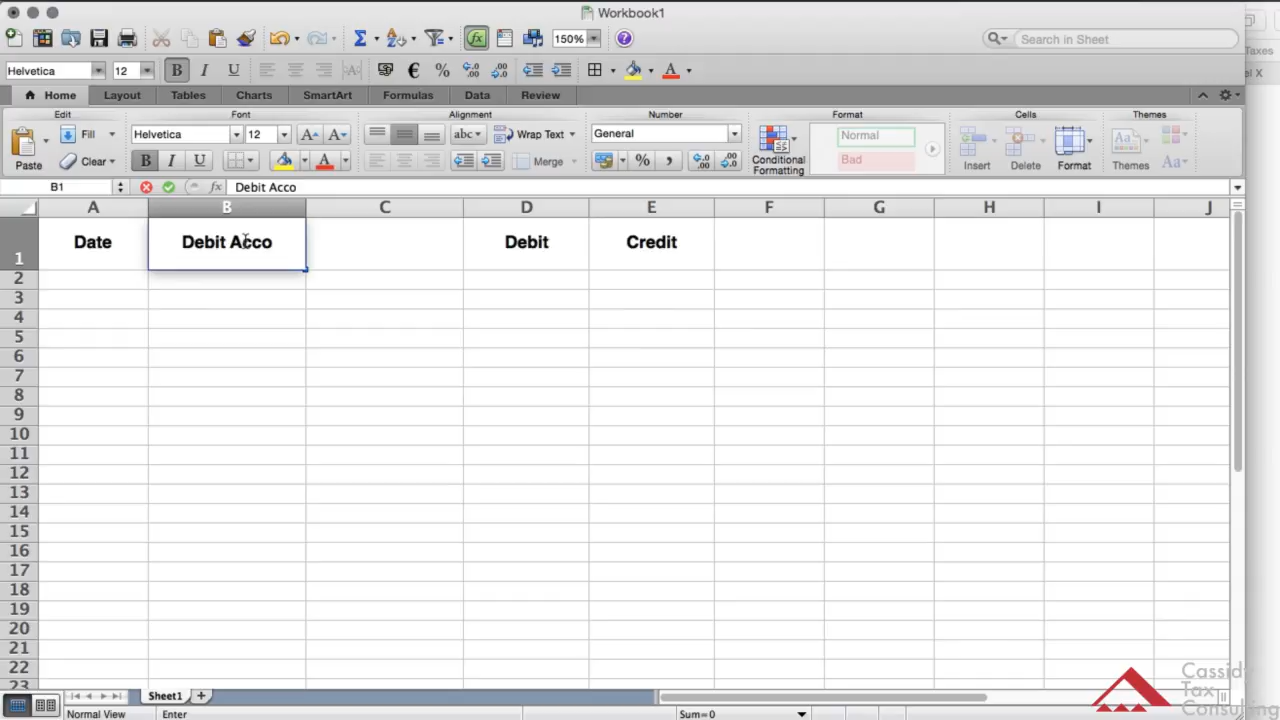 Workbook1
150%
Search in Sheet
Taxes
Helvetica 12 B I U € %
Home Layout Tables Charts SmartArt Formulas Data Review
Edit Font Alignment Number Format Cells Themes
Fill Helvetica 12 abc Wrap Text General Normal
Paste Clear B I U Merge % Conditional Formatting Bad Insert Delete Format Themes Aa
B1 fx Debit Acco
A B C D E F G H I J
1 Date Debit Acco Debit Credit
2
3
4
5
6
7
8
9
10
11
12
13
14
15
16
17
18
19
20
21
22
23
Sheet1
Normal View Enter Sum=0
Cassidy
Tax
Consulting